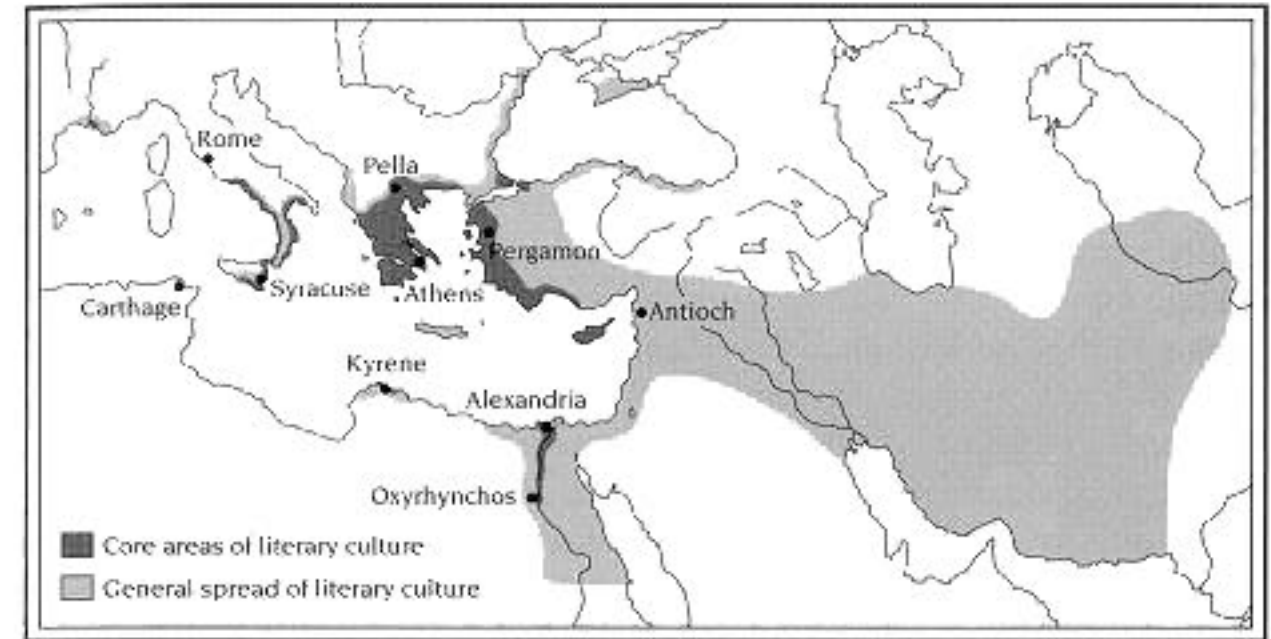 Rome
Pella
Pergamon
Syracuse
Athens
Carthage
Antioch
Kyrene
Alexandria
Oxyrhynchos
Core areas of literary culture
General spread of literary culture